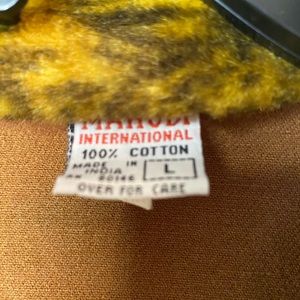 INTERNATIONAL
100% COTTON
MADE IN
INDIA
L
OVER FOR CARE